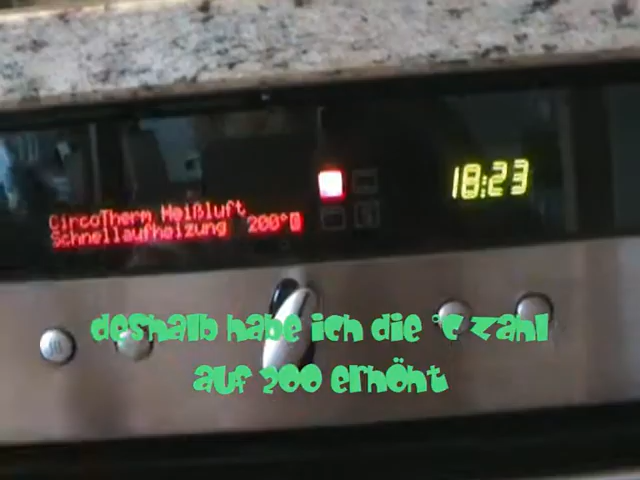 CircoTherm Heißluft
Schnellaufheizung 200°
18:23
deshalb habe ich die °C Zahl
auf 200 erhöht